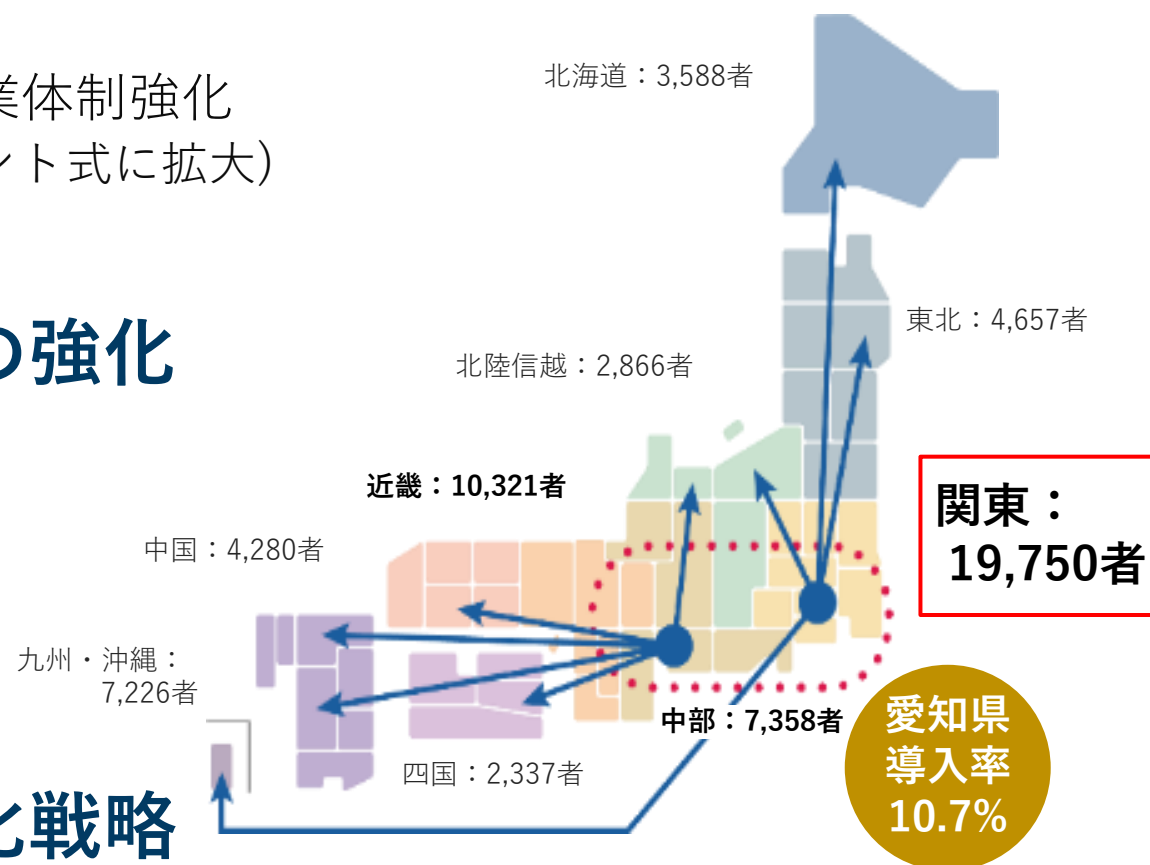 業体制強化
ント式に拡大)
の強化
化戦略
北海道：3,588者
東北：4,657者
北陸信越：2,866者
近畿：10,321者
関東：
19,750者
中国：4,280者
九州・沖縄：
7,226者
中部：7,358者
四国：2,337者
愛知県
導入率
10.7%